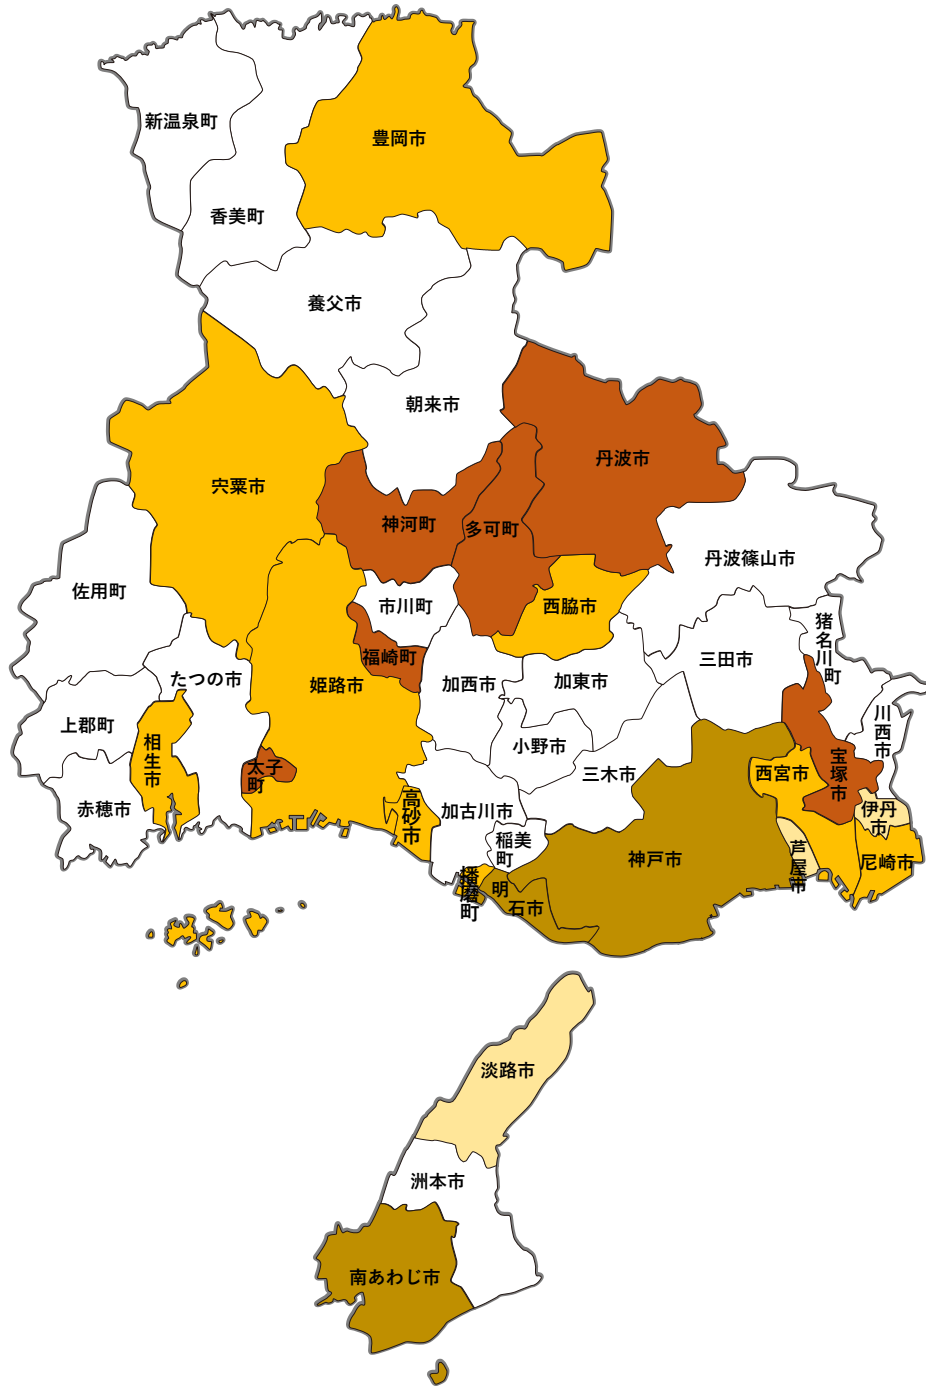 豊岡市
新温泉町
香美町
養父市
朝来市
丹波市
宍粟市
神河町
多可町
丹波篠山市
佐用町
市川町
西脇市
猪名川町
福崎町
三田市
たつの市
姫路市
加西市
加東市
上郡町
川西市
相生市
小野市
太子
町
三木市
西宮市
宝塚市
赤穂市
高砂市
加古川市
伊丹
市
稲美
町
神戸市
芦屋市
尼崎市
播磨町
明
石市
淡路市
洲本市
南あわじ市